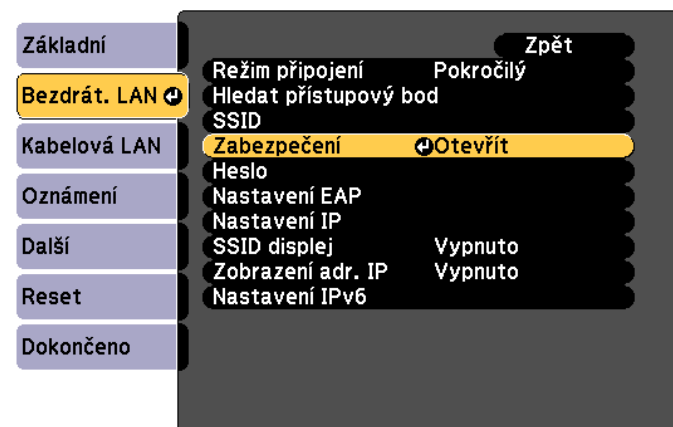 Základní
Bezdrát. LAN
Kabelová LAN
Oznámení
Další
Reset
Dokončeno
Zpět
Režim připojení Pokročilý
Hledat přístupový bod
SSID
Zabezpečení Otevřít
Heslo
Nastavení EAP
Nastavení IP
SSID displej Vypnuto
Zobrazení adr. IP Vypnuto
Nastavení IPv6